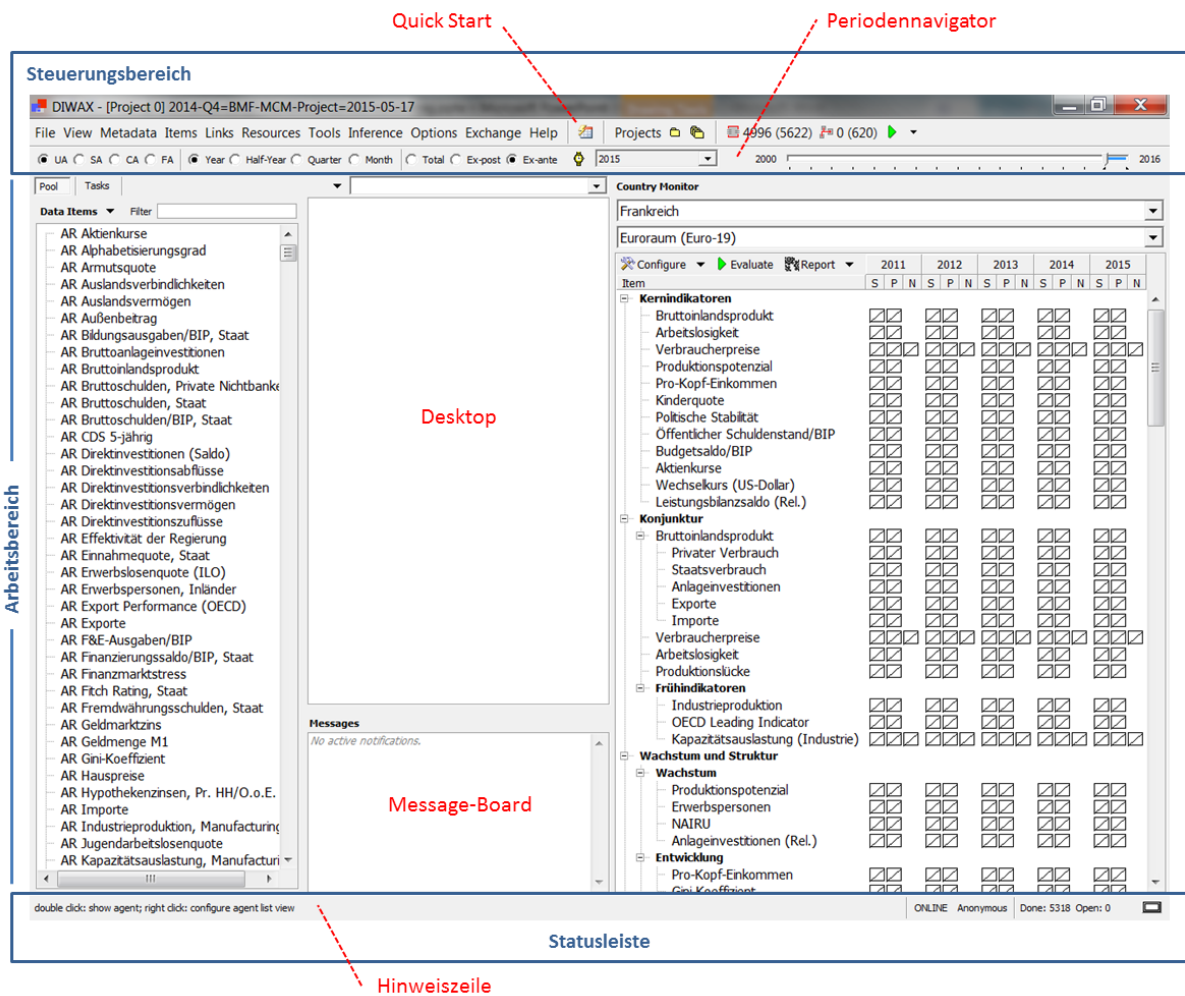 Quick Start
Periodennavigator
Steuerungsbereich
DIWAX - [Project 0] 2014-Q4=BMF-MCM-Project=2015-05-17
File View Metadata Items Links Resources Tools Inference Options Exchange Help Projects 4996 (5622) 0 (620)
UA SA CA FA Year Half-Year Quarter Month Total Ex-post Ex-ante 2015 2000 2016
Arbeitsbereich
Pool Tasks
Data Items Filter
AR Aktienkurse
AR Alphabetisierungsgrad
AR Armutsquote
AR Auslandsverbindlichkeiten
AR Auslandsvermögen
AR Außenbeitrag
AR Bildungsausgaben/BIP, Staat
AR Bruttoanlageinvestitionen
AR Bruttoinlandsprodukt
AR Bruttoschulden, Private Nichtbanke
AR Bruttoschulden, Staat
AR Bruttoschulden/BIP, Staat
AR CDS 5-jährig
AR Direktinvestitionen (Saldo)
AR Direktinvestitionsabflüsse
AR Direktinvestitionsverbindlichkeiten
AR Direktinvestitionsvermögen
AR Direktinvestitionszuflüsse
AR Effektivität der Regierung
AR Einnahmequote, Staat
AR Erwerbslosenquote (ILO)
AR Erwerbspersonen, Inländer
AR Export Performance (OECD)
AR Exporte
AR F&E-Ausgaben/BIP
AR Finanzierungssaldo/BIP, Staat
AR Finanzmarktstress
AR Fitch Rating, Staat
AR Fremdwährungsschulden, Staat
AR Geldmarktzins
AR Geldmenge M1
AR Gini-Koeffizient
AR Hauspreise
AR Hypothekenzinsen, Pr. HH/O.o.E.
AR Importe
AR Industrieproduktion, Manufacturing
AR Jugendarbeitslosenquote
AR Kapazitätsauslastung, Manufacturi
Desktop
Messages
No active notifications.
Message-Board
Country Monitor
Frankreich
Euroraum (Euro-19)
Configure Evaluate Report 2011 2012 2013 2014 2015
Item S P N S P N S P N S P N S P N
Kernindikatoren
Bruttoinlandsprodukt
Arbeitslosigkeit
Verbraucherpreise
Produktionspotenzial
Pro-Kopf-Einkommen
Kinderquote
Politische Stabilität
Öffentlicher Schuldenstand/BIP
Budgetsaldo/BIP
Aktienkurse
Wechselkurs (US-Dollar)
Leistungsbilanzsaldo (Rel.)
Konjunktur
Bruttoinlandsprodukt
Privater Verbrauch
Staatsverbrauch
Anlageinvestitionen
Exporte
Importe
Verbraucherpreise
Arbeitslosigkeit
Produktionslücke
Frühindikatoren
Industrieproduktion
OECD Leading Indicator
Kapazitätsauslastung (Industrie)
Wachstum und Struktur
Wachstum
Produktionspotenzial
Erwerbspersonen
NAIRU
Anlageinvestitionen (Rel.)
Entwicklung
Pro-Kopf-Einkommen
Gini-Koeffizient
double click: show agent; right click: configure agent list view
ONLINE Anonymous Done: 5318 Open: 0
Statusleiste
Hinweiszeile